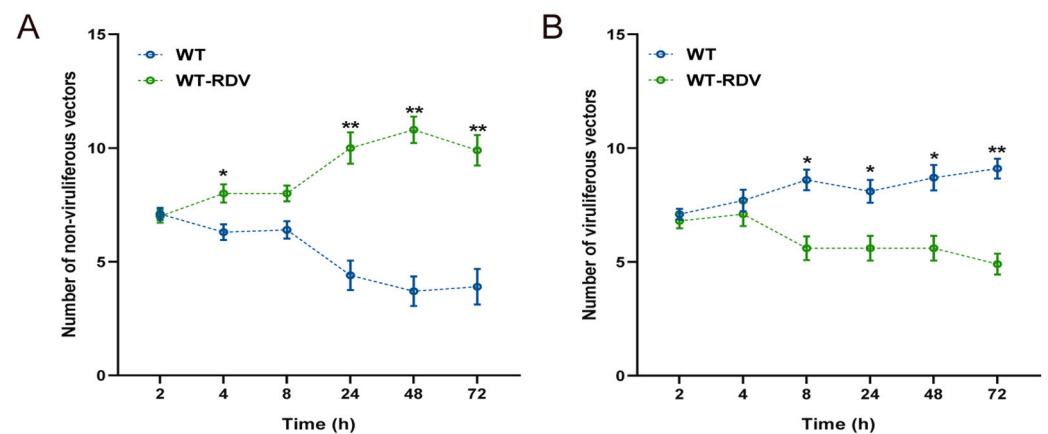 A
Number of non-viruliferous vectors
15
10
5
0
WT
WT-RDV
*
**
**
**
2 4 8 24 48 72
Time (h)
B
Number of viruliferous vectors
15
10
5
0
WT
WT-RDV
*
*
*
**
2 4 8 24 48 72
Time (h)